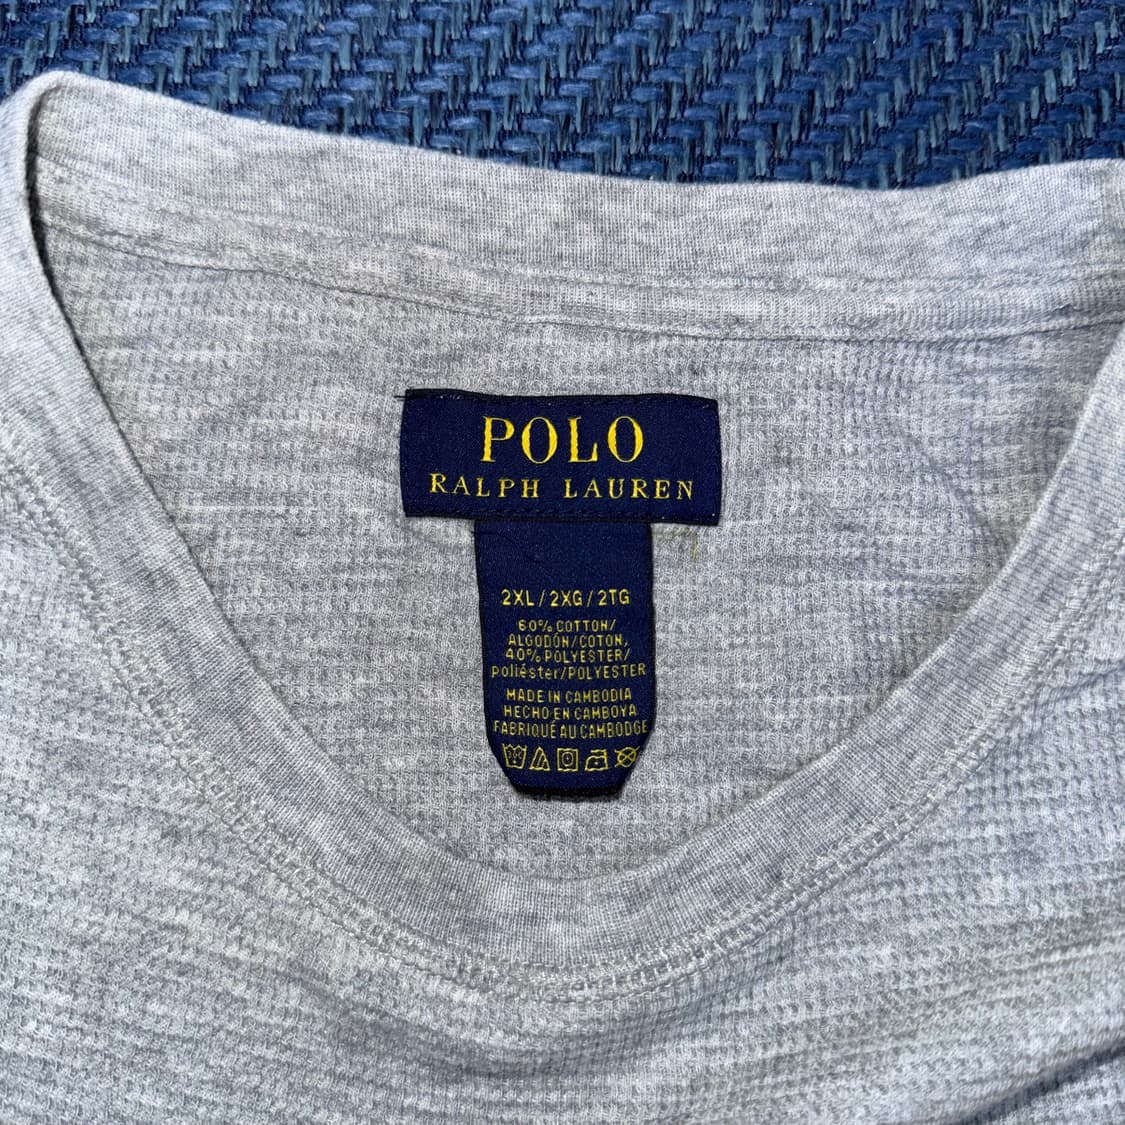 POLO
RALPH LAUREN
2XL/2XG/2TG
60% COTTON/
ALGODÓN/COTON,
40% POLYESTER/
poliéster/POLYESTER
MADE IN CAMBODIA
HECHO EN CAMBOYA
FABRIQUÉ AU CAMBODGE